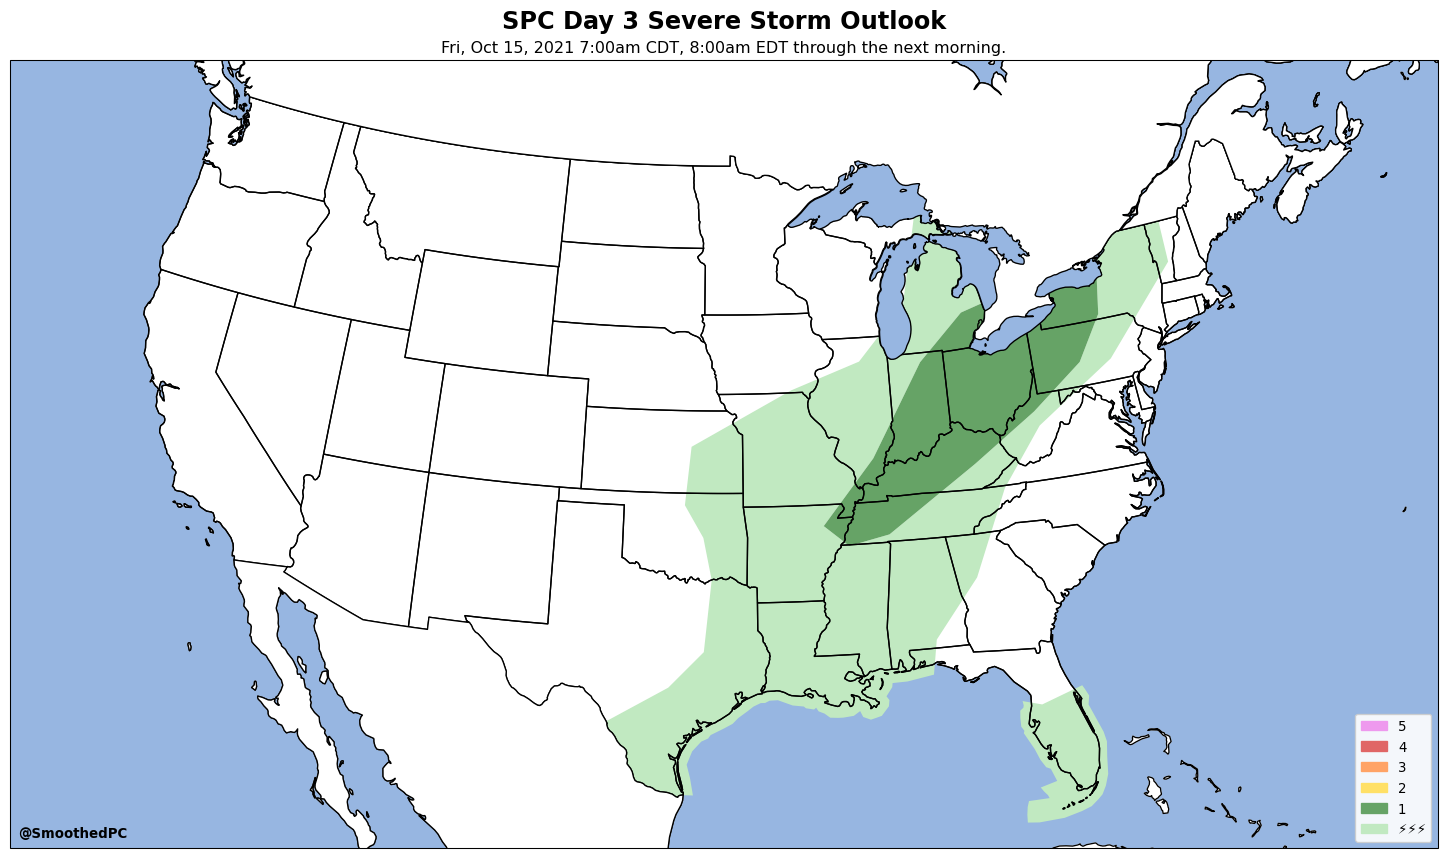 SPC Day 3 Severe Storm Outlook
Fri, Oct 15, 2021 7:00am CDT, 8:00am EDT through the next morning.
5
4
3
2
1
⚡⚡⚡
@SmoothedPC